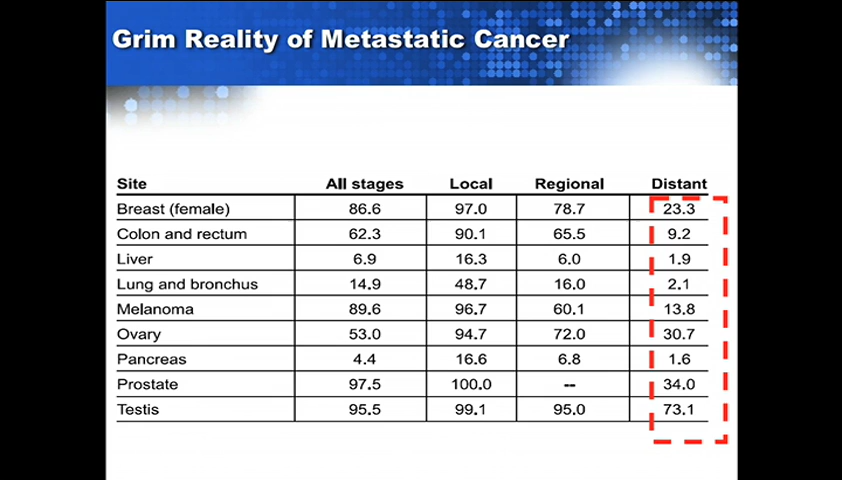 Grim Reality of Metastatic Cancer
Site All stages Local Regional Distant
Breast (female) 86.6 97.0 78.7 23.3
Colon and rectum 62.3 90.1 65.5 9.2
Liver 6.9 16.3 6.0 1.9
Lung and bronchus 14.9 48.7 16.0 2.1
Melanoma 89.6 96.7 60.1 13.8
Ovary 53.0 94.7 72.0 30.7
Pancreas 4.4 16.6 6.8 1.6
Prostate 97.5 100.0 -- 34.0
Testis 95.5 99.1 95.0 73.1